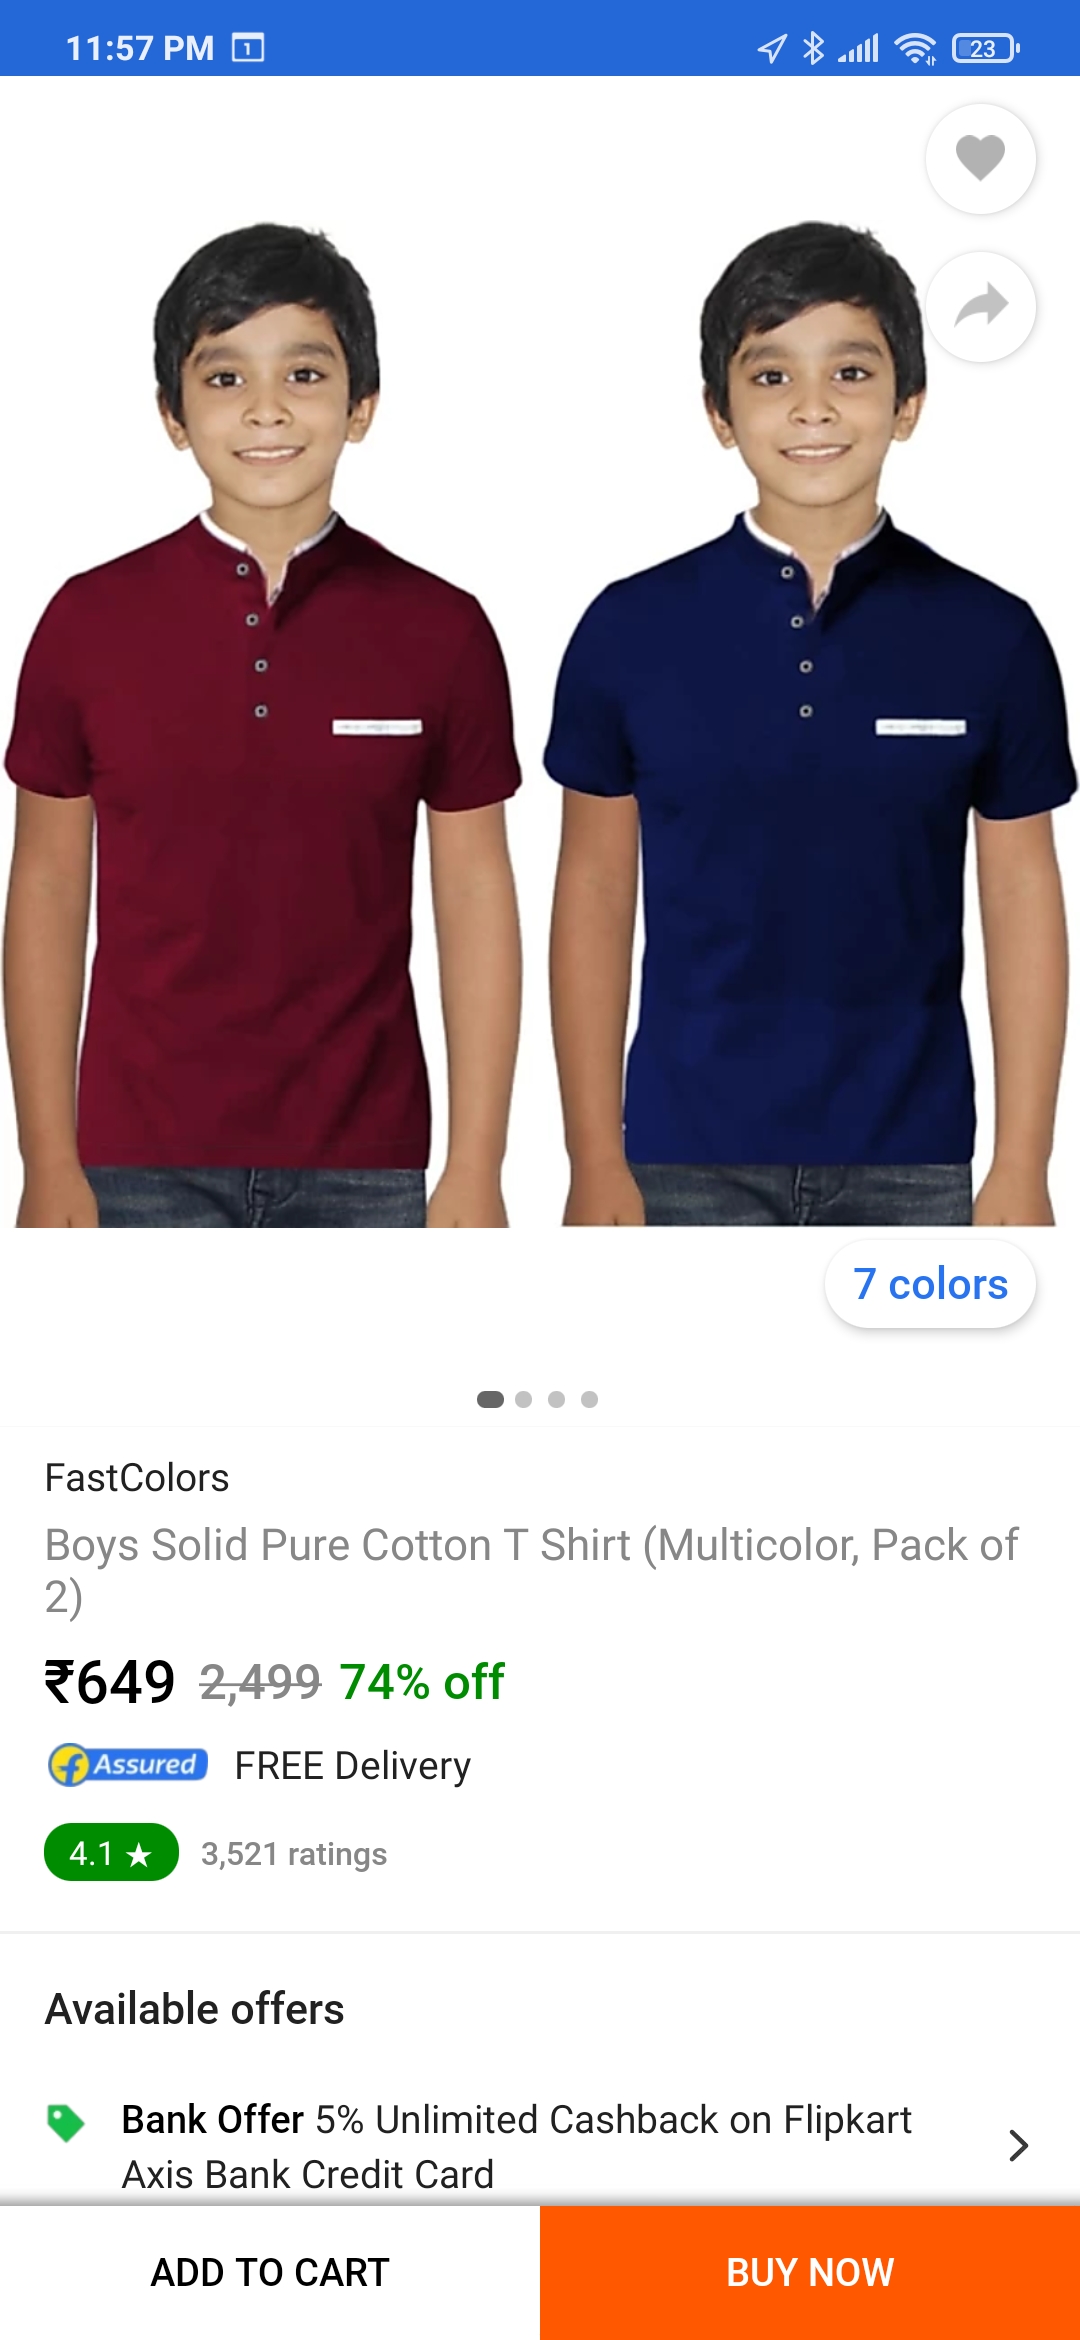 11:57 PM 1
23
7 colors
FastColors
Boys Solid Pure Cotton T Shirt (Multicolor, Pack of
2)
₹649 2,499 74% off
f Assured FREE Delivery
4.1 ★ 3,521 ratings
Available offers
Bank Offer 5% Unlimited Cashback on Flipkart
Axis Bank Credit Card
ADD TO CART BUY NOW